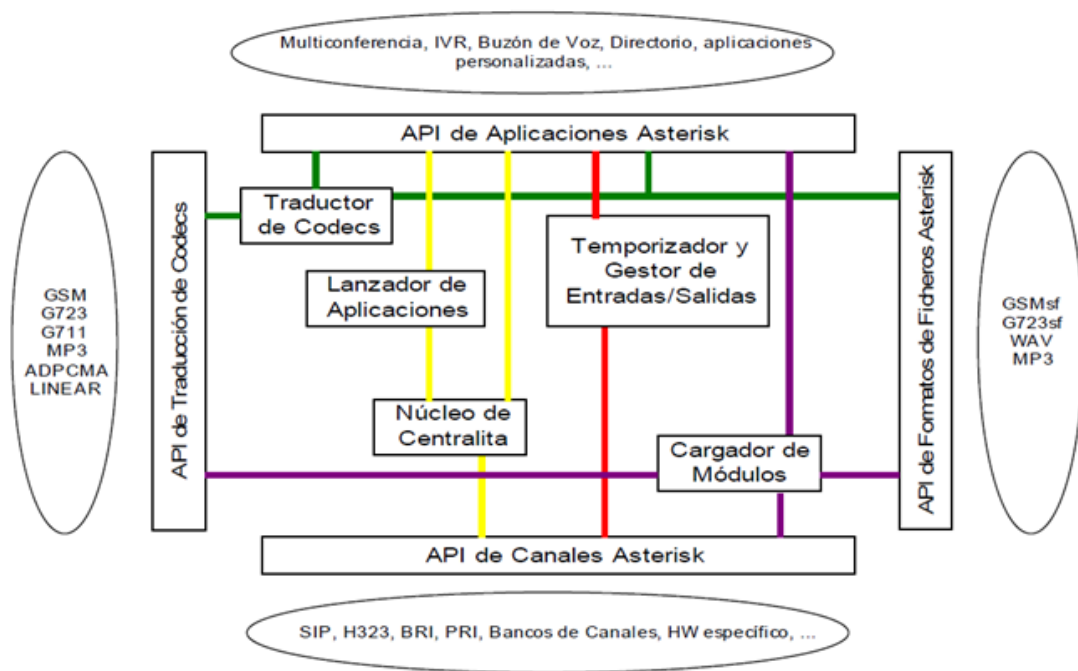 Multiconferencia, IVR, Buzón de Voz, Directorio, aplicaciones
personalizadas, ...
API de Aplicaciones Asterisk
API de Traducción de Codecs
Traductor
de Codecs
Lanzador de
Aplicaciones
Temporizador y
Gestor de
Entradas/Salidas
Núcleo de
Centralita
Cargador de
Módulos
API de Formatos de Ficheros Asterisk
GSM
G723
G711
MP3
ADPCMA
LINEAR
GSMsf
G723sf
WAV
MP3
API de Canales Asterisk
SIP, H323, BRI, PRI, Bancos de Canales, HW específico, ...